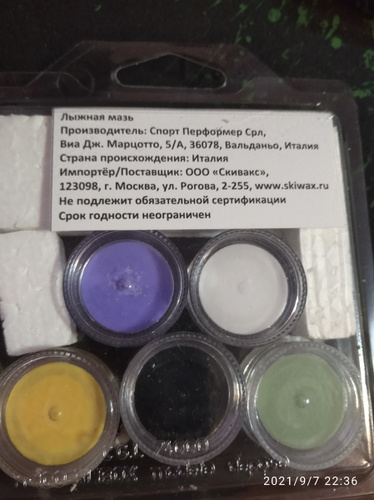 Лыжная мазь
Производитель: Спорт Перформер Срл,
Виа Дж. Марцотто, 5/А, 36078, Вальданьо, Италия
Страна происхождения: Италия
Импортёр/Поставщик: ООО «Скивакс»,
123098, г. Москва, ул. Рогова, 2-255, www.skiwax.ru
Не подлежит обязательной сертификации
Срок годности неограничен
2021/9/7 22:36